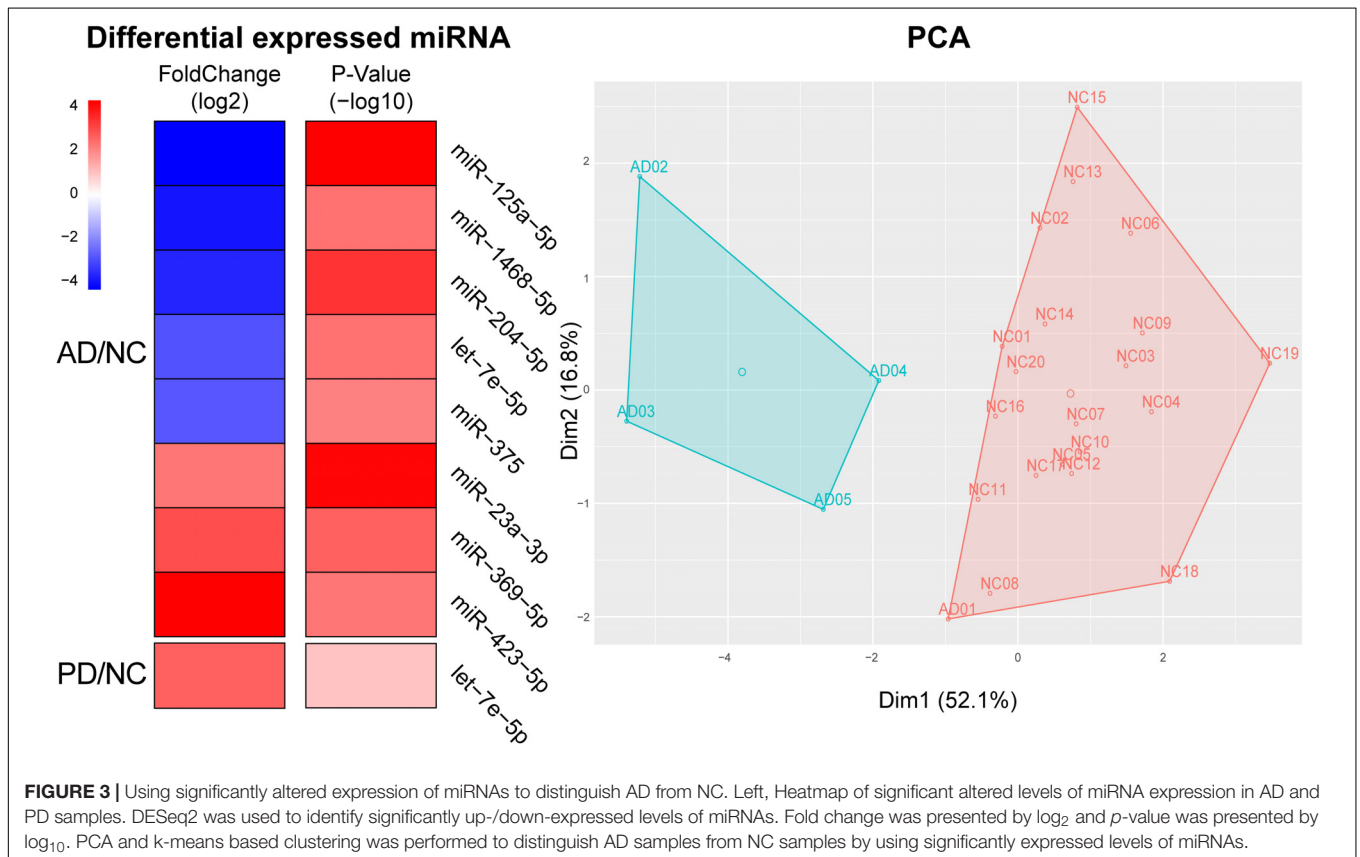 Differential expressed miRNA
FoldChange
(log2)
P-Value
(−log10)
4
2
0
−2
−4
AD/NC
PD/NC
miR−125a−5p
miR−1468−5p
miR−204−5p
let−7e−5p
miR−375
miR−23a−3p
miR−369−5p
miR−423−5p
let−7e−5p
PCA
Dim2 (16.8%)
2
1
0
−1
−2
NC15
AD02
NC13
NC02
NC06
NC14
NC09
NC01
NC03
NC19
NC20
AD04
AD03
NC16
NC04
NC07
NC10
NC05
NC17
NC12
NC11
AD05
NC18
NC08
AD01
−4
−2
0
2
Dim1 (52.1%)
FIGURE 3 | Using significantly altered expression of miRNAs to distinguish AD from NC. Left, Heatmap of significant altered levels of miRNA expression in AD and
PD samples. DESeq2 was used to identify significantly up-/down-expressed levels of miRNAs. Fold change was presented by log2 and p-value was presented by
log10. PCA and k-means based clustering was performed to distinguish AD samples from NC samples by using significantly expressed levels of miRNAs.